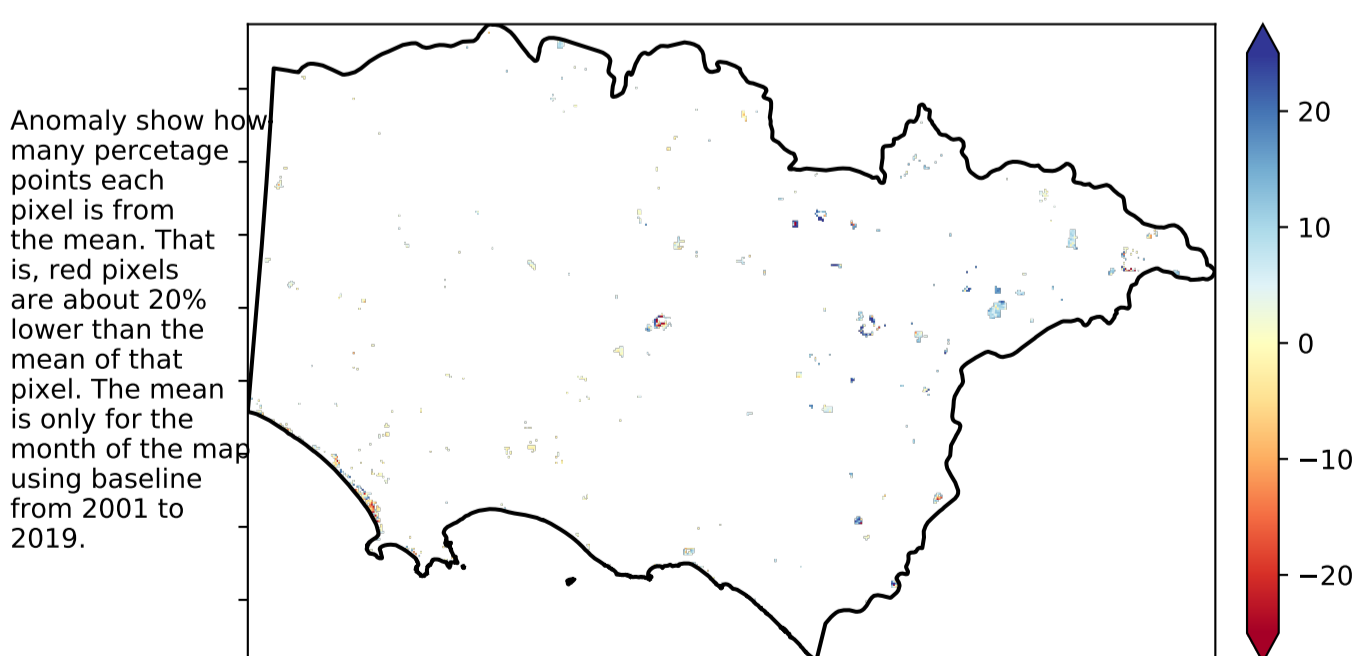 Anomaly show how
many percetage
points each
pixel is from
the mean. That
is, red pixels
are about 20%
lower than the
mean of that
pixel. The mean
is only for the
month of the map
using baseline
from 2001 to
2019.
20
10
0
−10
−20